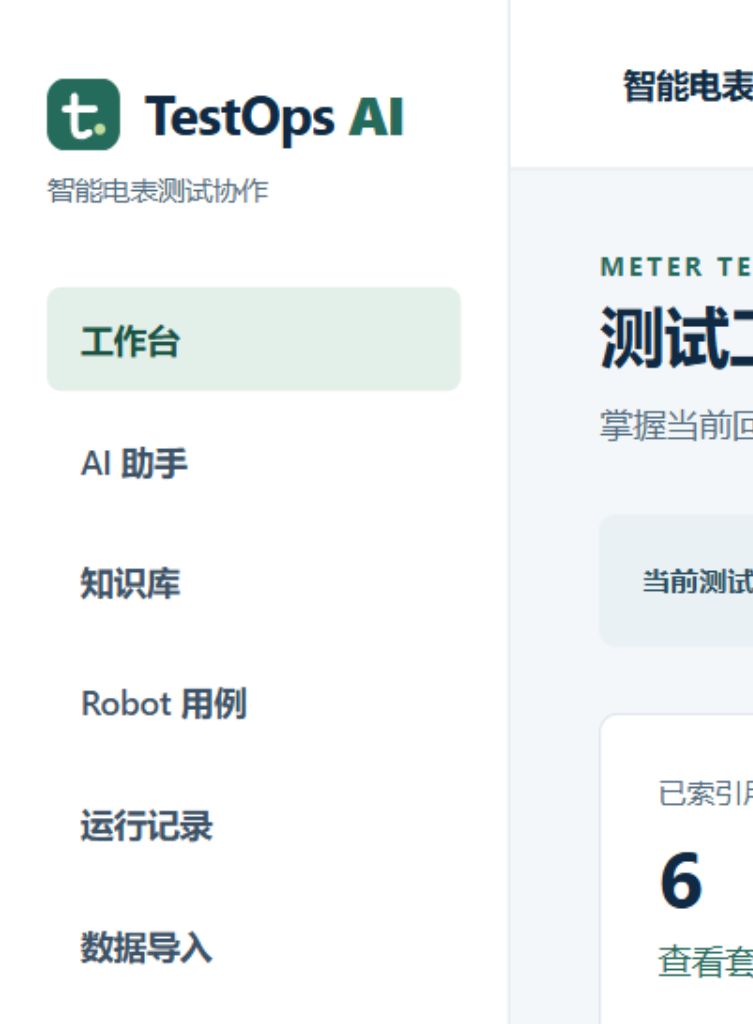 t.
TestOps AI
智能电表测试协作
工作台
AI 助手
知识库
Robot 用例
运行记录
数据导入
智能电表
METER TE
测试
掌握当前回
当前测试
已索引用
6
查看套